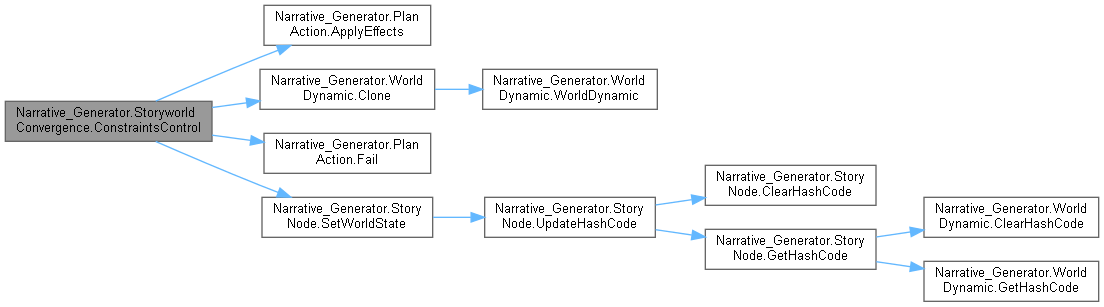 Narrative_Generator.Plan
Action.ApplyEffects
Narrative_Generator.World
Dynamic.Clone
Narrative_Generator.World
Dynamic.WorldDynamic
Narrative_Generator.Storyworld
Convergence.ConstraintsControl
Narrative_Generator.Plan
Action.Fail
Narrative_Generator.Story
Node.SetWorldState
Narrative_Generator.Story
Node.UpdateHashCode
Narrative_Generator.Story
Node.ClearHashCode
Narrative_Generator.Story
Node.GetHashCode
Narrative_Generator.World
Dynamic.ClearHashCode
Narrative_Generator.World
Dynamic.GetHashCode